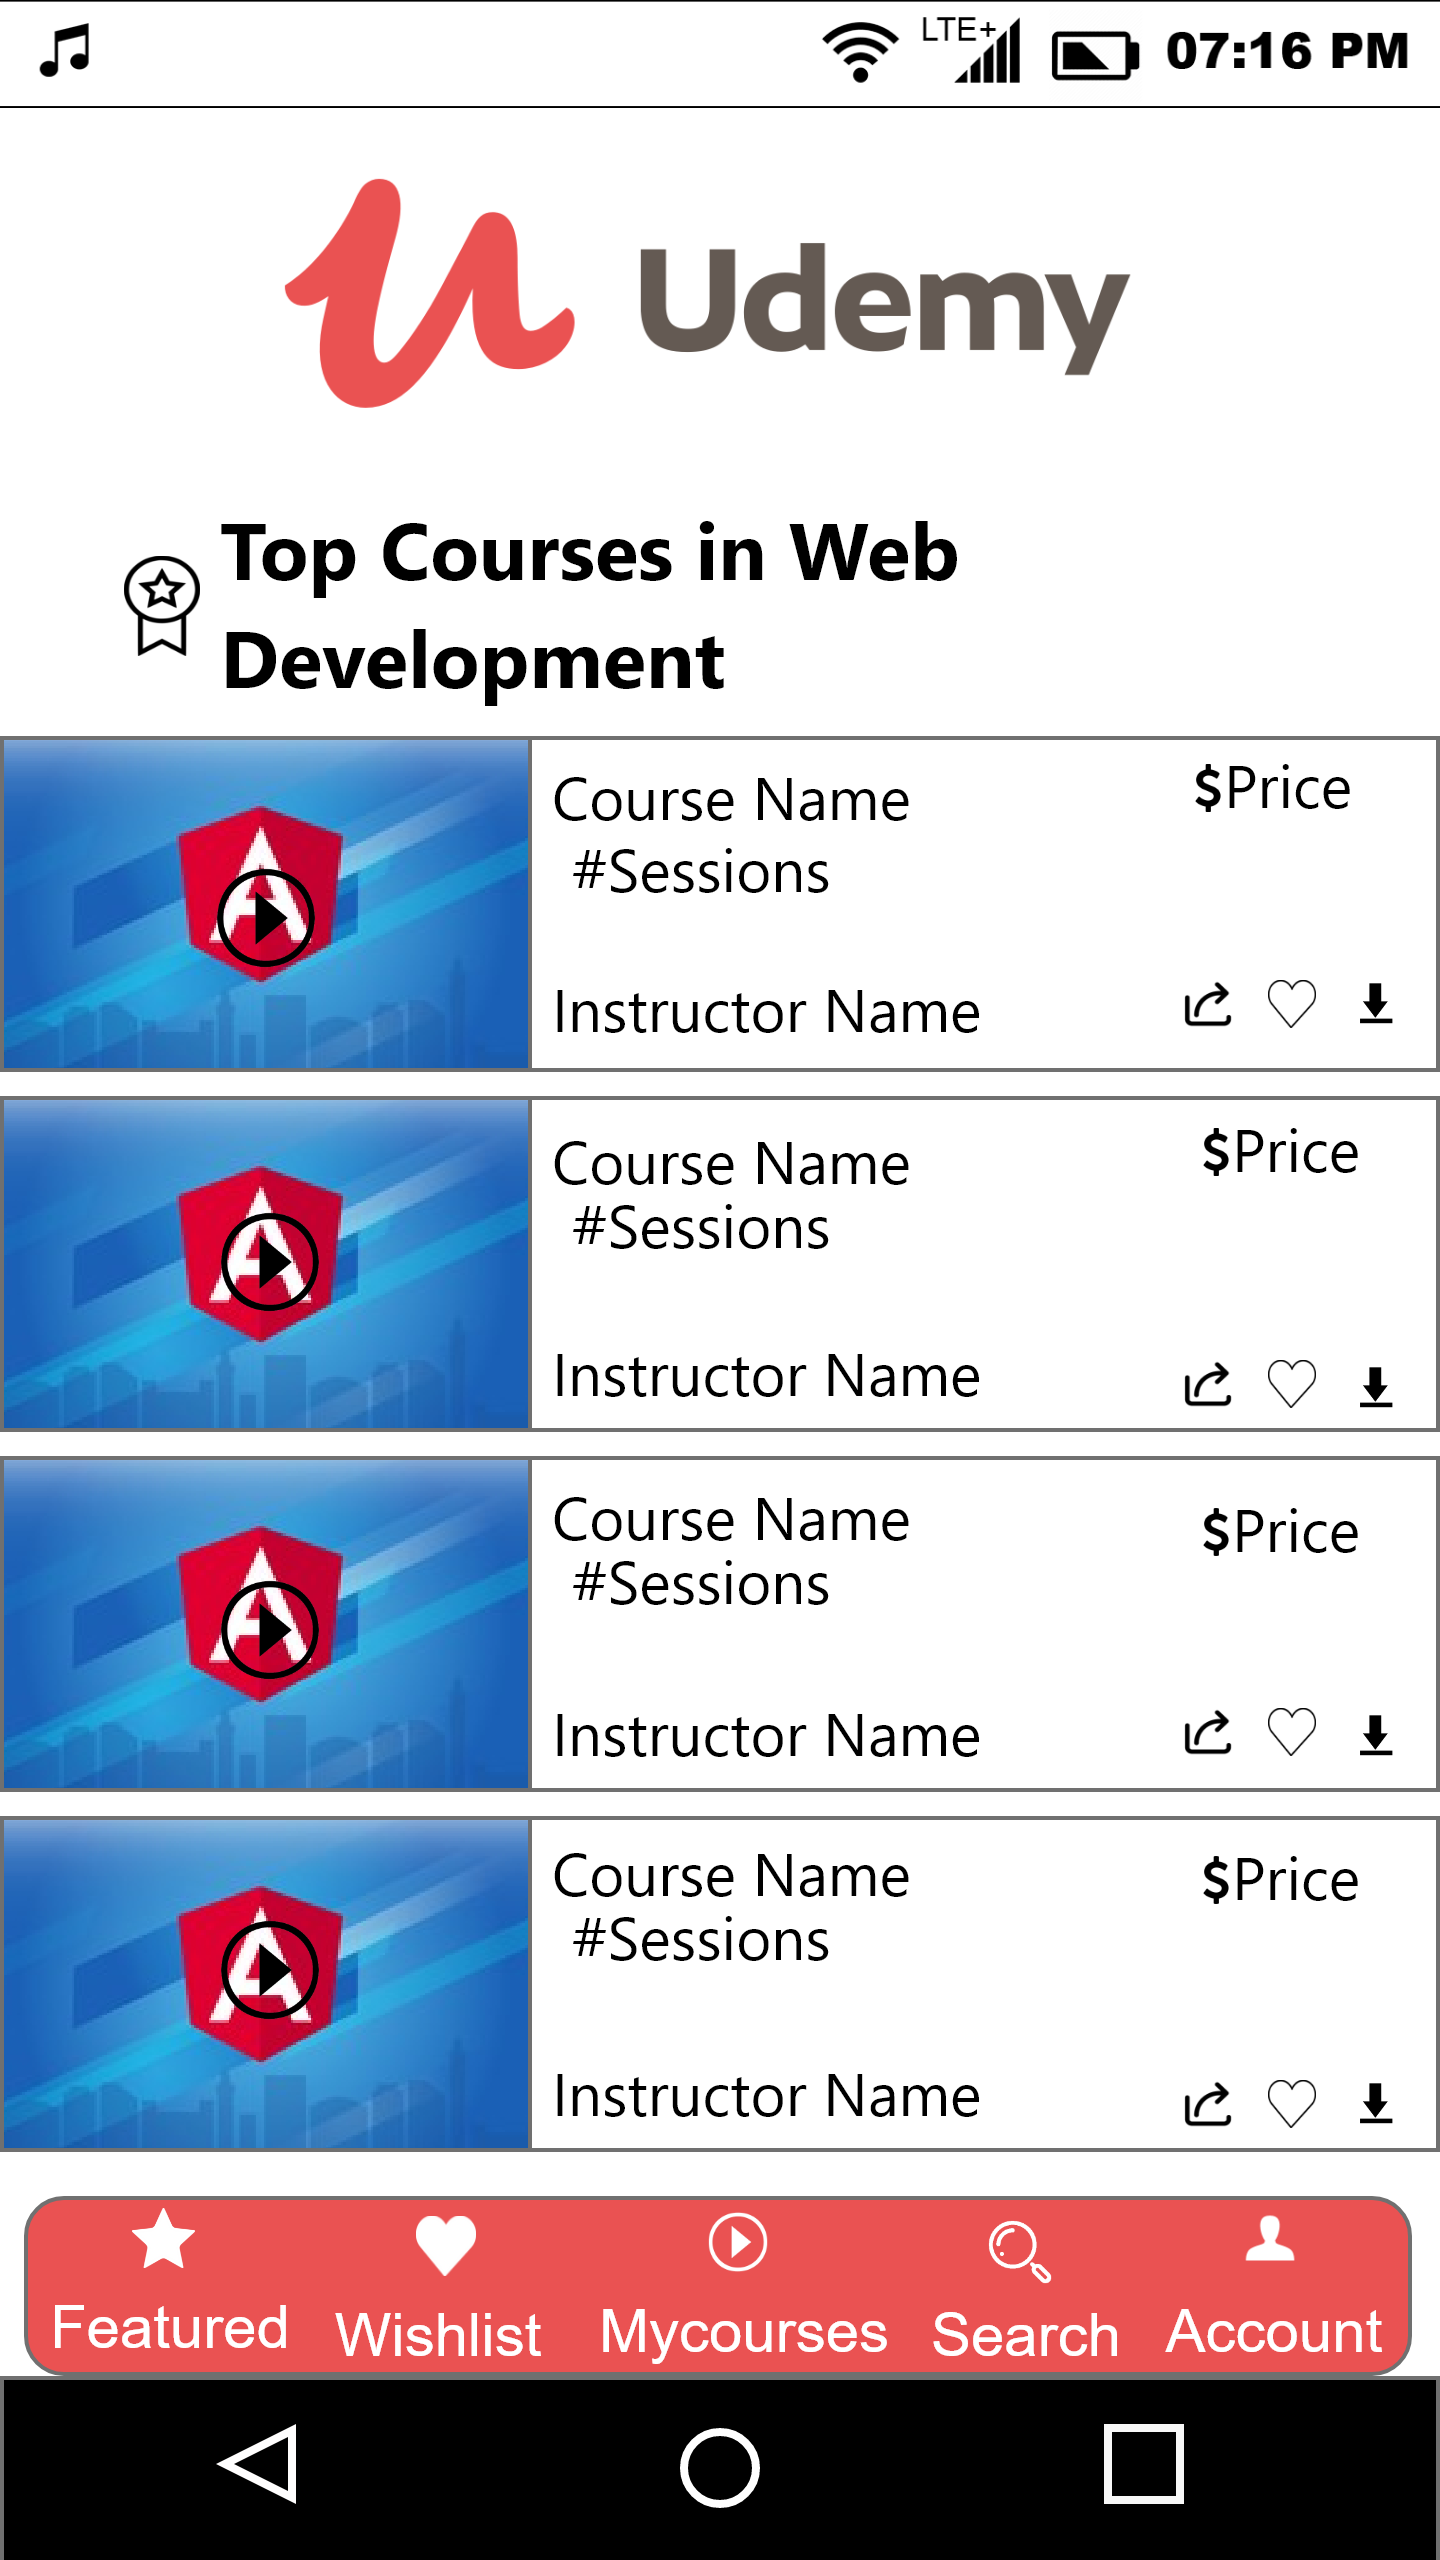 LTE+ 07:16 PM
Udemy
Top Courses in Web
Development
Course Name $Price
#Sessions
Instructor Name
Course Name $Price
#Sessions
Instructor Name
Course Name $Price
#Sessions
Instructor Name
Course Name $Price
#Sessions
Instructor Name
Featured Wishlist Mycourses Search Account